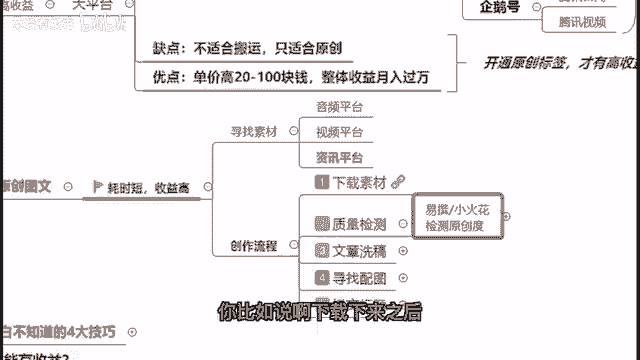 高收益
大平台
企鹅号
腾讯视频
缺点：不适合搬运，只适合原创
优点：单价高20-100块钱，整体收益月入过万
开通原创标签，才有高收益
音频平台
寻找素材
视频平台
资讯平台
原创图文
耗时短，收益高
1 下载素材
质量检测
易撰/小火花
检测原创度
创作流程
文章洗稿
4 寻找配图
你比如说啊下载下来之后
白不知道的4大技巧
能有收益?